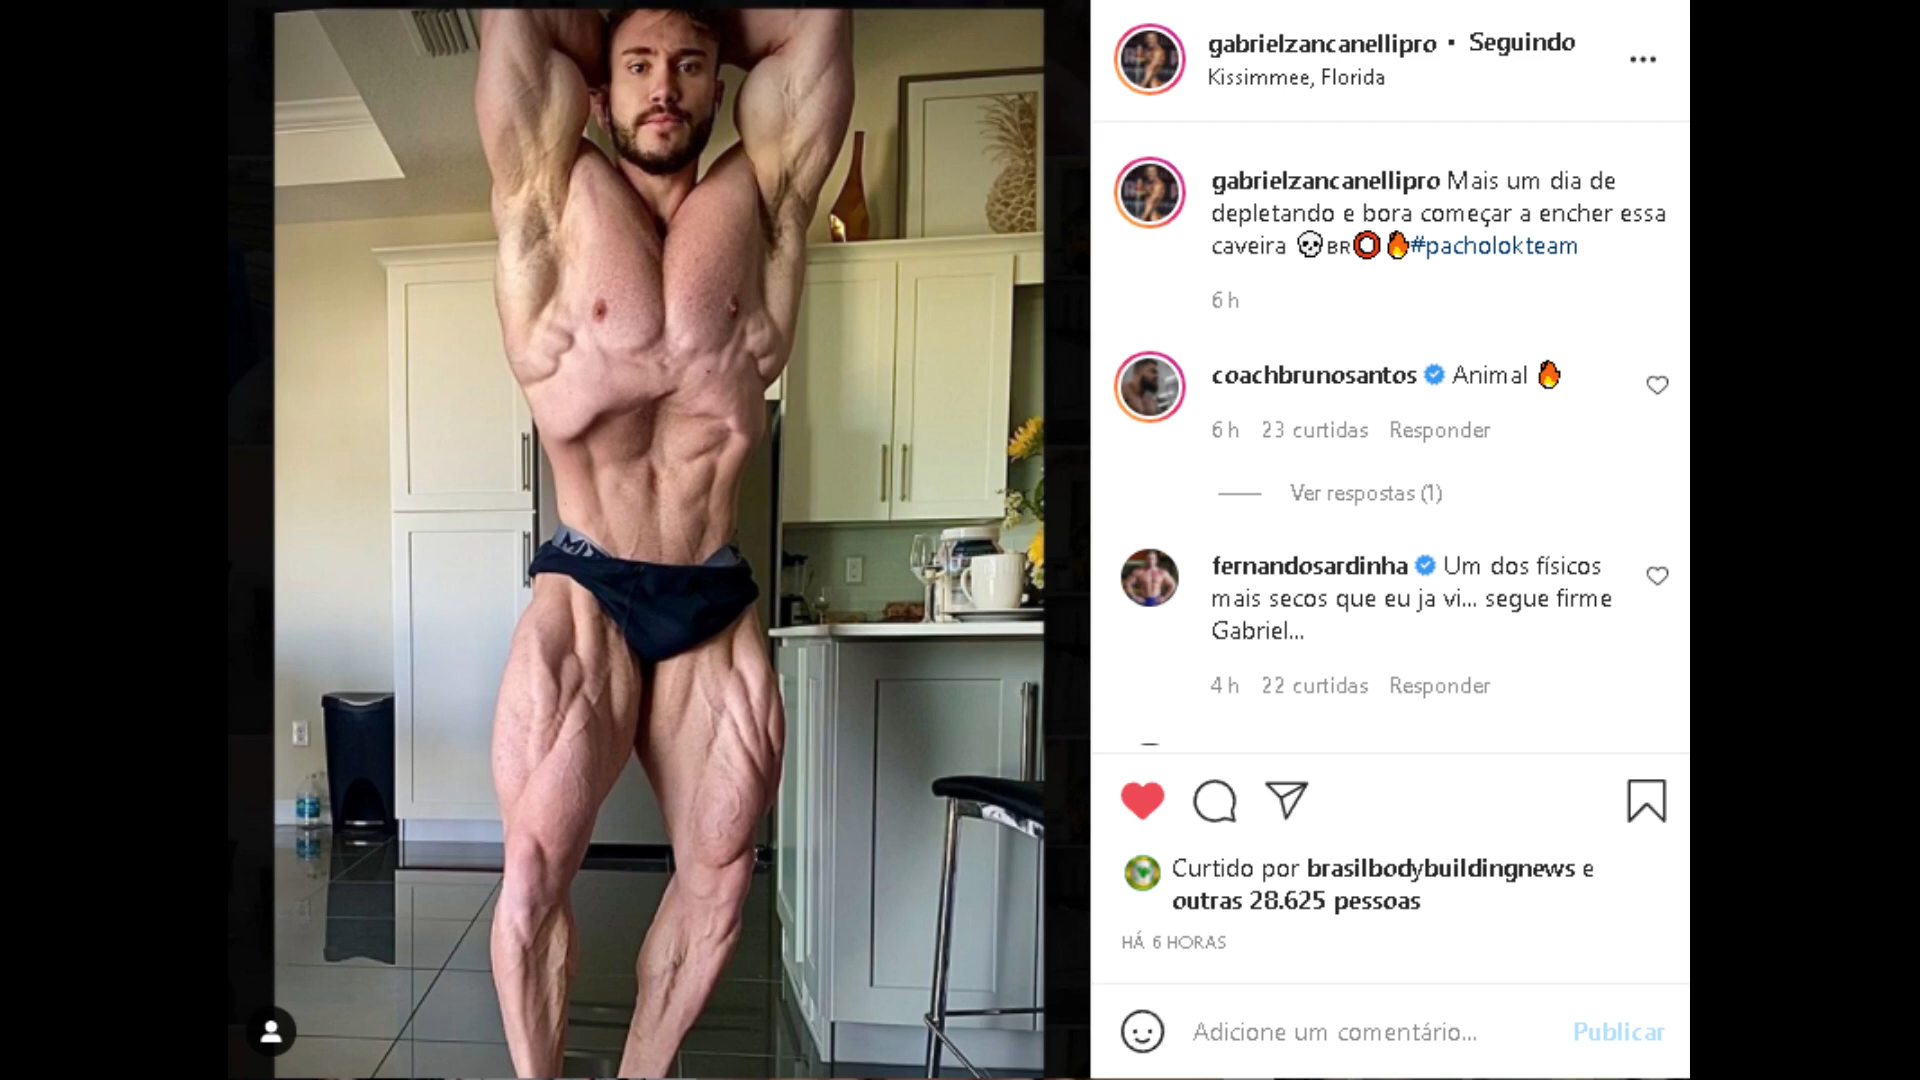 gabrielzancanellipro • Seguindo
Kissimmee, Florida
gabrielzancanellipro Mais um dia de
depletando e bora começar a encher essa
caveira 💀BR⭕🔥#pacholokteam
6 h
coachbrunosantos Animal 🔥
6 h 23 curtidas Responder
Ver respostas (1)
fernandosardinha Um dos físicos
mais secos que eu ja vi... segue firme
Gabriel...
4 h 22 curtidas Responder
Curtido por brasilbodybuildingnews e
outras 28.625 pessoas
HÁ 6 HORAS
Adicione um comentário... Publicar